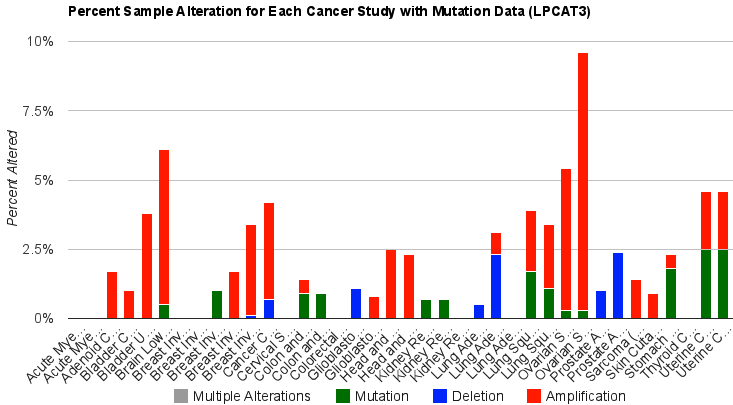 Percent Sample Alteration for Each Cancer Study with Mutation Data (LPCAT3)
10%
7.5%
5%
2.5%
0%
Percent Altered
Acute Mye...
Acute Mye...
Adenoid C...
Bladder C...
Bladder U...
Brain Low...
Breast Inv...
Breast Inv...
Breast Inv...
Breast Inv...
Breast Inv...
Cancer C...
Cervical S...
Colon and...
Colon and...
Colorectal...
Glioblasto...
Glioblasto...
Head and...
Head and...
Kidney Re...
Kidney Re...
Kidney Re...
Lung Ade...
Lung Ade...
Lung Ade...
Lung Squ...
Lung Squ...
Ovarian S...
Ovarian S...
Prostate A...
Prostate A...
Sarcoma (...
Skin Cuta...
Stomach...
Thyroid C...
Uterine C...
Uterine C...
Multiple Alterations
Mutation
Deletion
Amplification